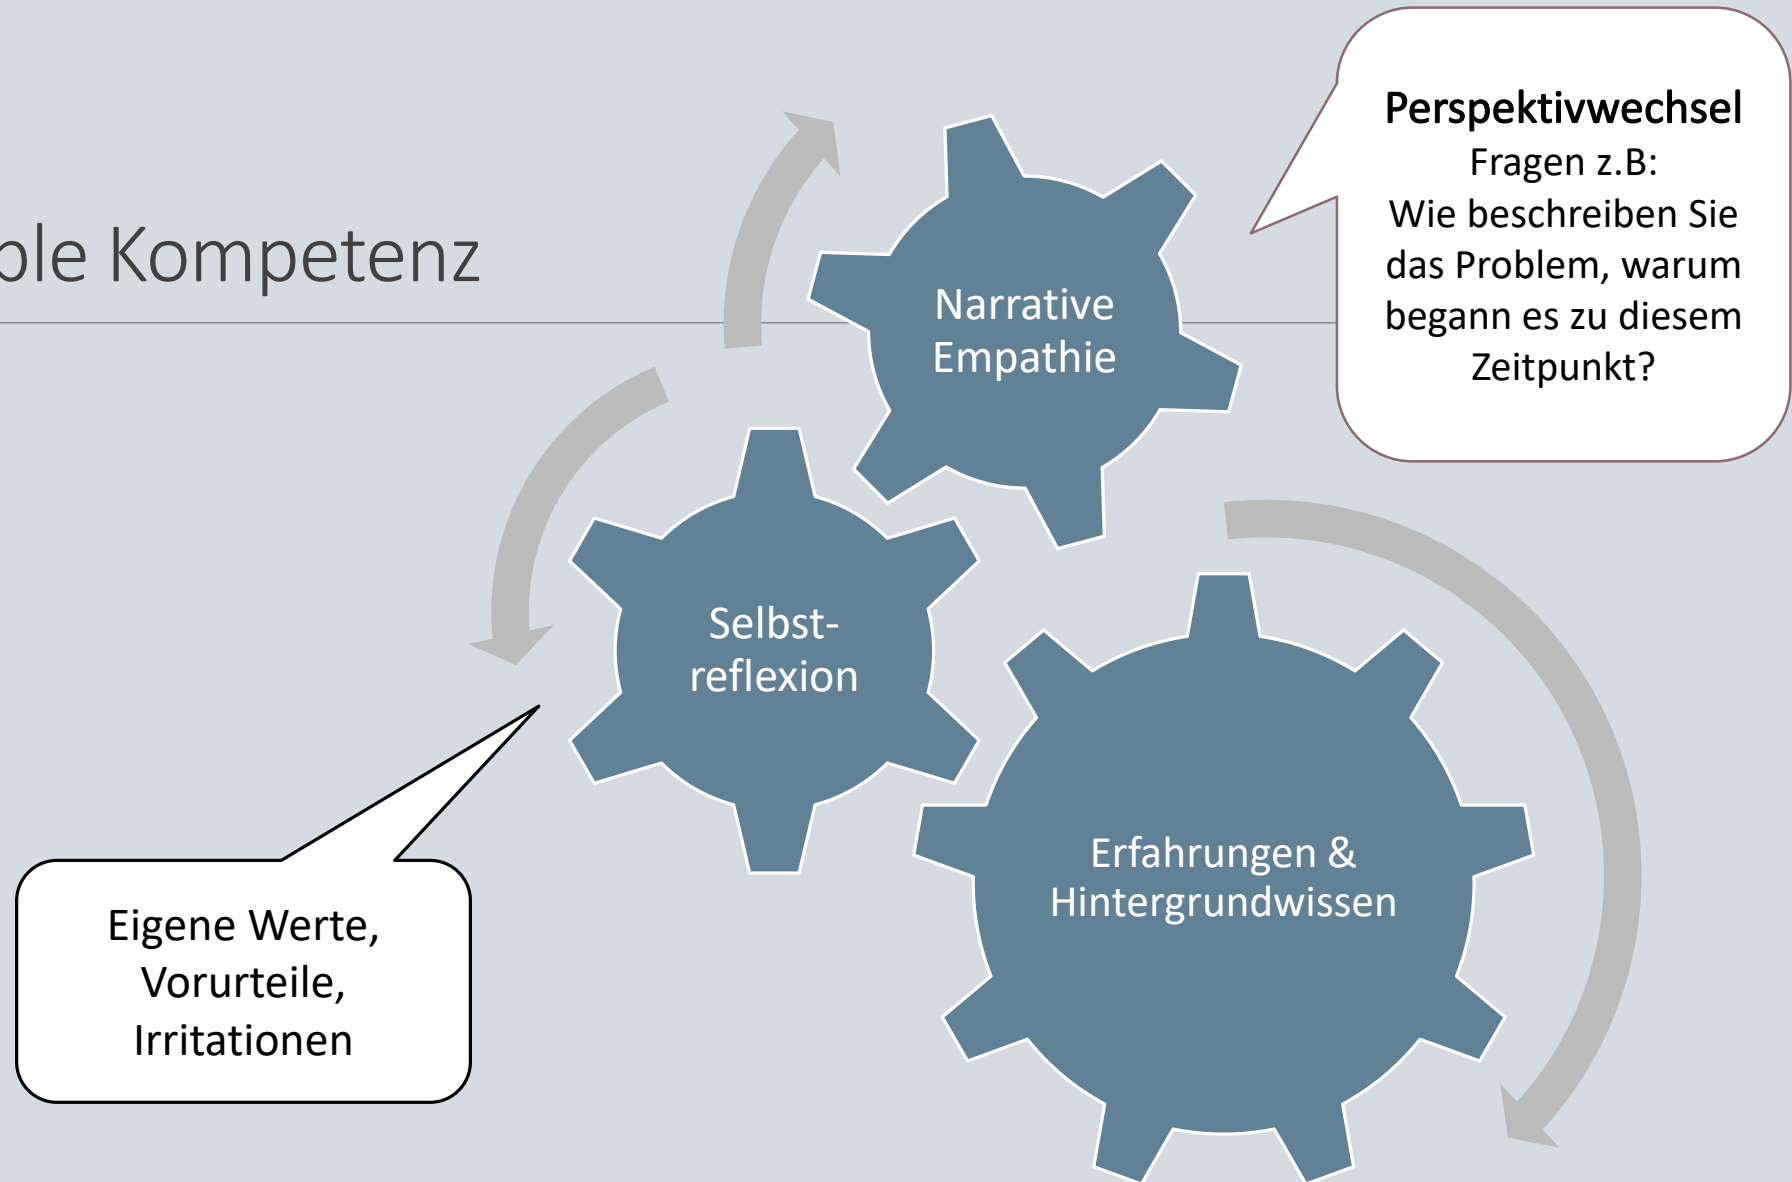 Kompetenz
Perspektivwechsel
Fragen z.B:
Wie beschreiben Sie
das Problem, warum
begann es zu diesem
Zeitpunkt?
Narrative
Empathie
Selbst-
reflexion
Erfahrungen &
Hintergrundwissen
Eigene Werte,
Vorurteile,
Irritationen